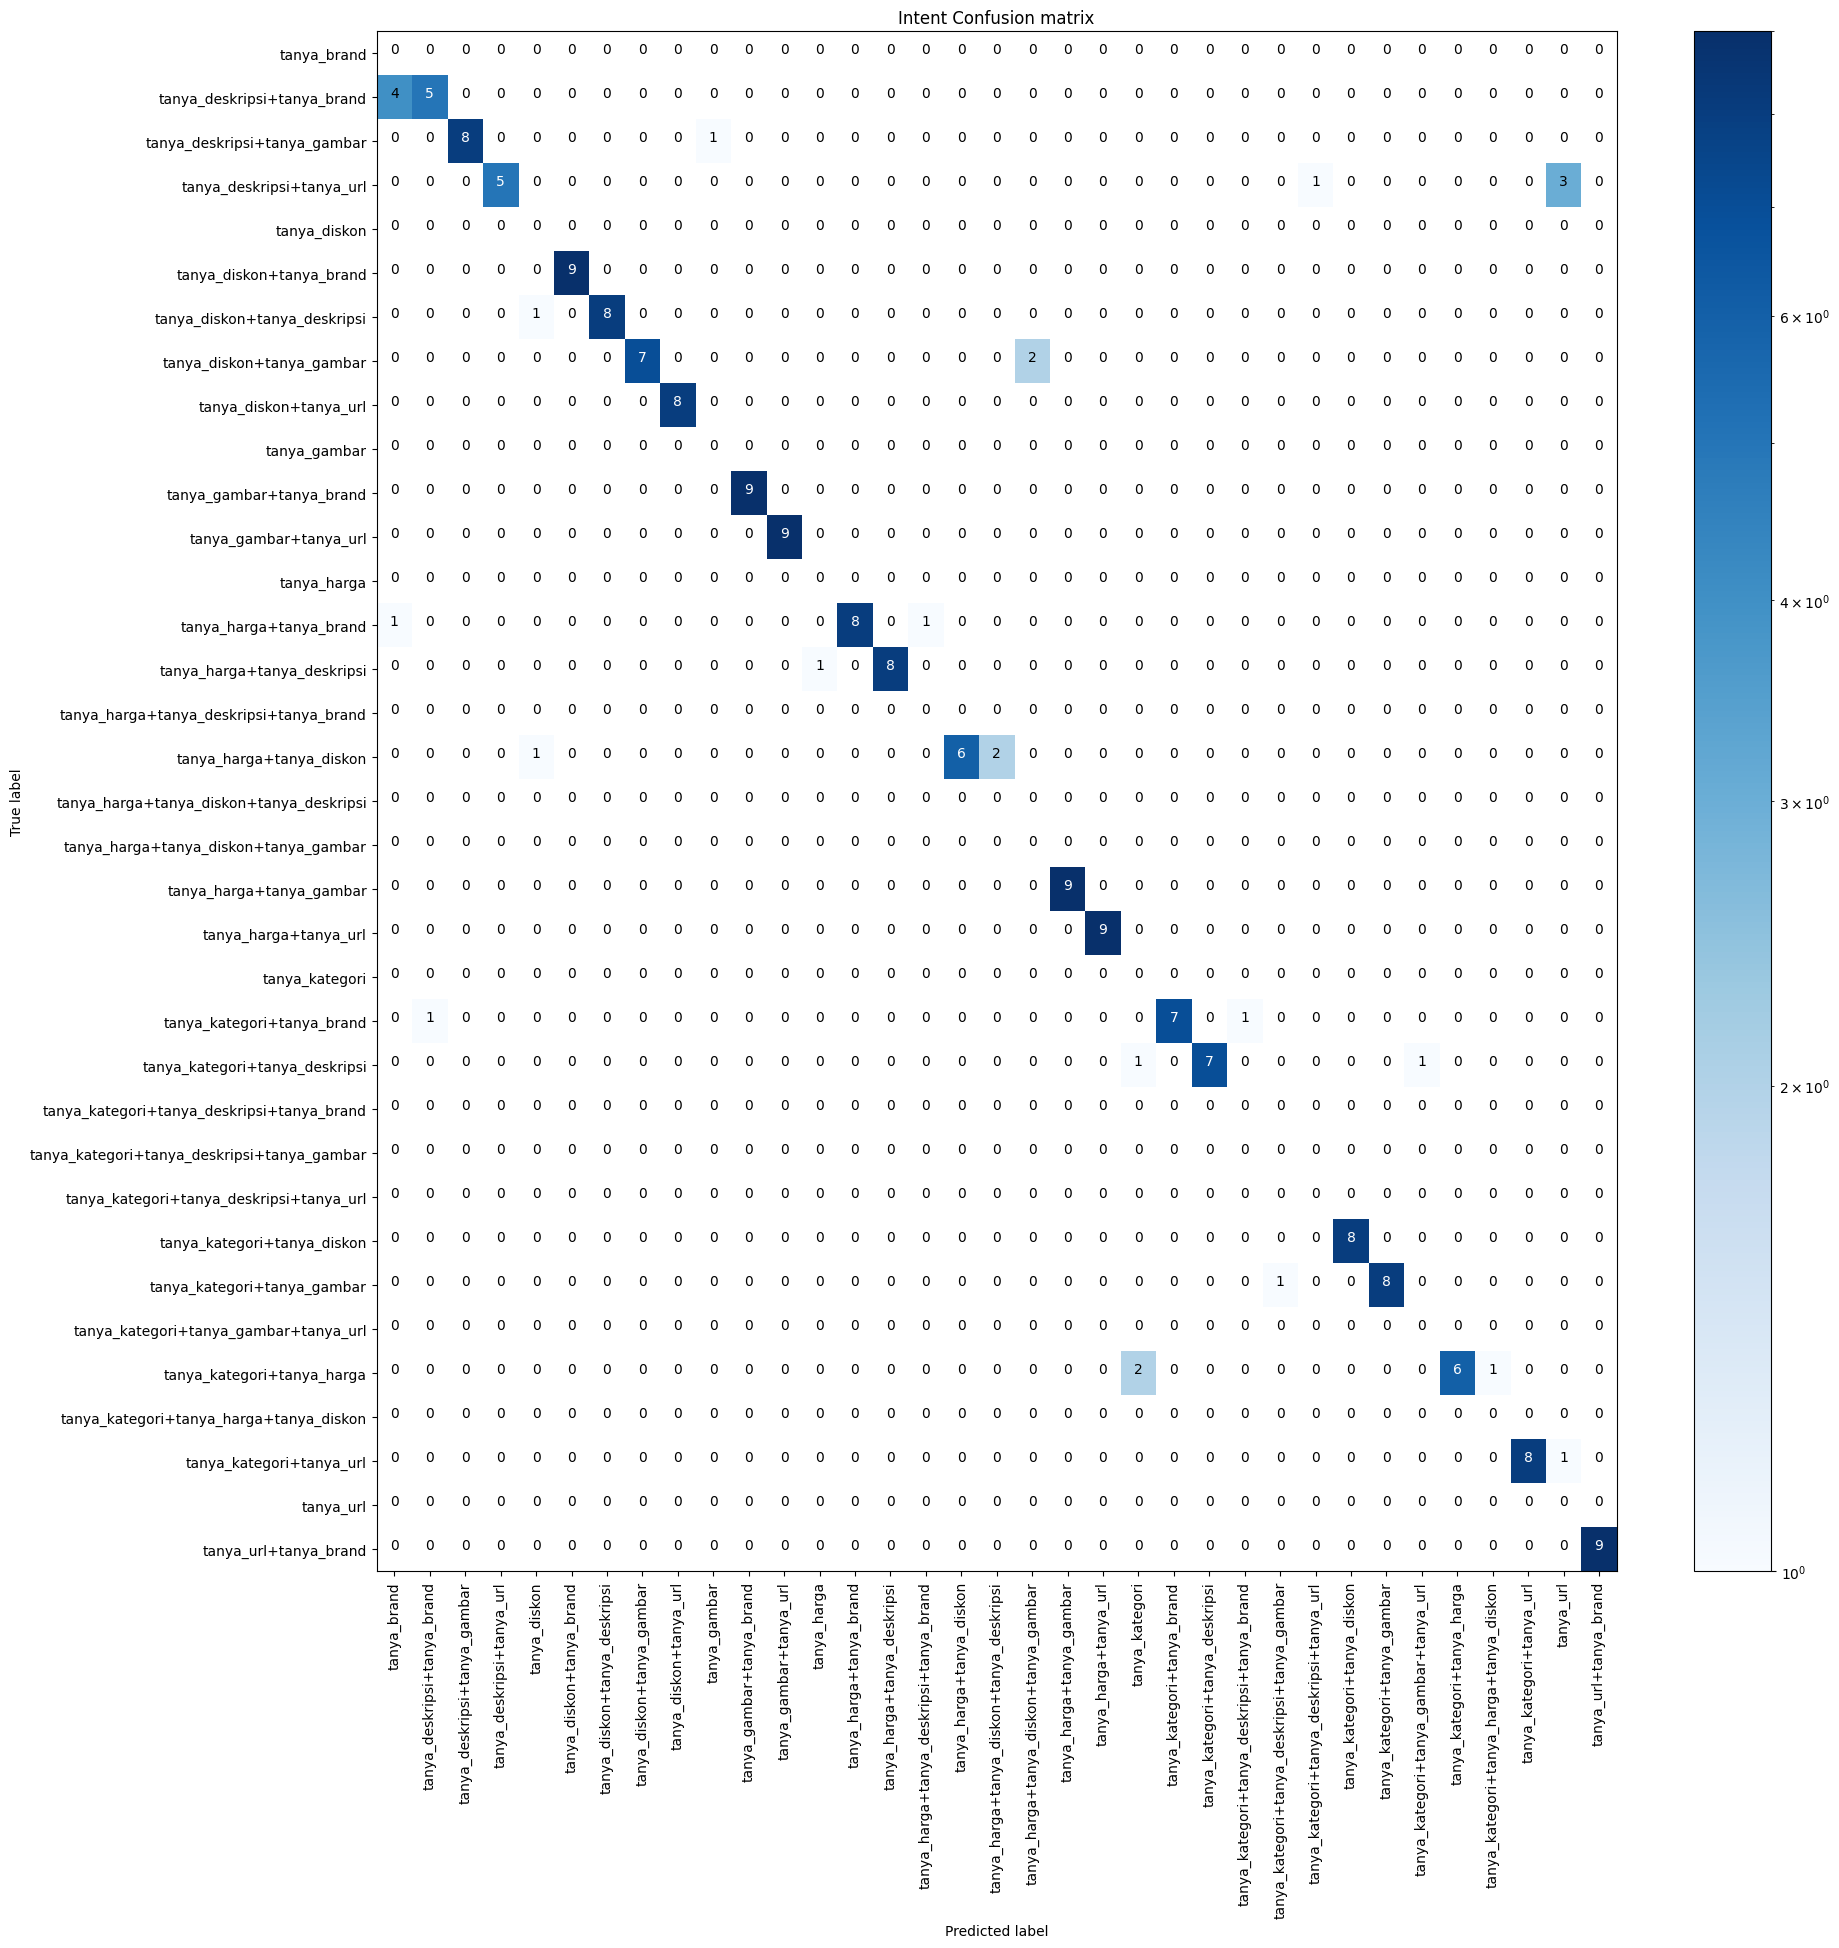 Intent Confusion matrix
tanya_brand 0 0 0 0 0 0 0 0 0 0 0 0 0 0 0 0 0 0 0 0 0 0 0 0 0 0 0 0 0 0 0 0 0 0 0
tanya_deskripsi+tanya_brand 4 5 0 0 0 0 0 0 0 0 0 0 0 0 0 0 0 0 0 0 0 0 0 0 0 0 0 0 0 0 0 0 0 0 0
tanya_deskripsi+tanya_gambar 0 0 8 0 0 0 0 0 0 1 0 0 0 0 0 0 0 0 0 0 0 0 0 0 0 0 0 0 0 0 0 0 0 0 0
tanya_deskripsi+tanya_url 0 0 0 5 0 0 0 0 0 0 0 0 0 0 0 0 0 0 0 0 0 0 0 0 0 0 1 0 0 0 0 0 0 3 0
tanya_diskon 0 0 0 0 0 0 0 0 0 0 0 0 0 0 0 0 0 0 0 0 0 0 0 0 0 0 0 0 0 0 0 0 0 0 0
tanya_diskon+tanya_brand 0 0 0 0 0 9 0 0 0 0 0 0 0 0 0 0 0 0 0 0 0 0 0 0 0 0 0 0 0 0 0 0 0 0 0
tanya_diskon+tanya_deskripsi 0 0 0 0 1 0 8 0 0 0 0 0 0 0 0 0 0 0 0 0 0 0 0 0 0 0 0 0 0 0 0 0 0 0 0
tanya_diskon+tanya_gambar 0 0 0 0 0 0 0 7 0 0 0 0 0 0 0 0 0 0 2 0 0 0 0 0 0 0 0 0 0 0 0 0 0 0 0
tanya_diskon+tanya_url 0 0 0 0 0 0 0 0 8 0 0 0 0 0 0 0 0 0 0 0 0 0 0 0 0 0 0 0 0 0 0 0 0 0 0
tanya_gambar 0 0 0 0 0 0 0 0 0 0 0 0 0 0 0 0 0 0 0 0 0 0 0 0 0 0 0 0 0 0 0 0 0 0 0
tanya_gambar+tanya_brand 0 0 0 0 0 0 0 0 0 0 9 0 0 0 0 0 0 0 0 0 0 0 0 0 0 0 0 0 0 0 0 0 0 0 0
tanya_gambar+tanya_url 0 0 0 0 0 0 0 0 0 0 0 9 0 0 0 0 0 0 0 0 0 0 0 0 0 0 0 0 0 0 0 0 0 0 0
tanya_harga 0 0 0 0 0 0 0 0 0 0 0 0 0 0 0 0 0 0 0 0 0 0 0 0 0 0 0 0 0 0 0 0 0 0 0
tanya_harga+tanya_brand 1 0 0 0 0 0 0 0 0 0 0 0 0 8 0 1 0 0 0 0 0 0 0 0 0 0 0 0 0 0 0 0 0 0 0
tanya_harga+tanya_deskripsi 0 0 0 0 0 0 0 0 0 0 0 0 1 0 8 0 0 0 0 0 0 0 0 0 0 0 0 0 0 0 0 0 0 0 0
tanya_harga+tanya_deskripsi+tanya_brand 0 0 0 0 0 0 0 0 0 0 0 0 0 0 0 0 0 0 0 0 0 0 0 0 0 0 0 0 0 0 0 0 0 0 0
tanya_harga+tanya_diskon 0 0 0 0 1 0 0 0 0 0 0 0 0 0 0 0 6 2 0 0 0 0 0 0 0 0 0 0 0 0 0 0 0 0 0
tanya_harga+tanya_diskon+tanya_deskripsi 0 0 0 0 0 0 0 0 0 0 0 0 0 0 0 0 0 0 0 0 0 0 0 0 0 0 0 0 0 0 0 0 0 0 0
tanya_harga+tanya_diskon+tanya_gambar 0 0 0 0 0 0 0 0 0 0 0 0 0 0 0 0 0 0 0 0 0 0 0 0 0 0 0 0 0 0 0 0 0 0 0
tanya_harga+tanya_gambar 0 0 0 0 0 0 0 0 0 0 0 0 0 0 0 0 0 0 0 9 0 0 0 0 0 0 0 0 0 0 0 0 0 0 0
tanya_harga+tanya_url 0 0 0 0 0 0 0 0 0 0 0 0 0 0 0 0 0 0 0 0 9 0 0 0 0 0 0 0 0 0 0 0 0 0 0
tanya_kategori 0 0 0 0 0 0 0 0 0 0 0 0 0 0 0 0 0 0 0 0 0 0 0 0 0 0 0 0 0 0 0 0 0 0 0
tanya_kategori+tanya_brand 0 1 0 0 0 0 0 0 0 0 0 0 0 0 0 0 0 0 0 0 0 0 7 0 1 0 0 0 0 0 0 0 0 0 0
tanya_kategori+tanya_deskripsi 0 0 0 0 0 0 0 0 0 0 0 0 0 0 0 0 0 0 0 0 0 1 0 7 0 0 0 0 0 1 0 0 0 0 0
tanya_kategori+tanya_deskripsi+tanya_brand 0 0 0 0 0 0 0 0 0 0 0 0 0 0 0 0 0 0 0 0 0 0 0 0 0 0 0 0 0 0 0 0 0 0 0
tanya_kategori+tanya_deskripsi+tanya_gambar 0 0 0 0 0 0 0 0 0 0 0 0 0 0 0 0 0 0 0 0 0 0 0 0 0 0 0 0 0 0 0 0 0 0 0
tanya_kategori+tanya_deskripsi+tanya_url 0 0 0 0 0 0 0 0 0 0 0 0 0 0 0 0 0 0 0 0 0 0 0 0 0 0 0 0 0 0 0 0 0 0 0
tanya_kategori+tanya_diskon 0 0 0 0 0 0 0 0 0 0 0 0 0 0 0 0 0 0 0 0 0 0 0 0 0 0 0 8 0 0 0 0 0 0 0
tanya_kategori+tanya_gambar 0 0 0 0 0 0 0 0 0 0 0 0 0 0 0 0 0 0 0 0 0 0 0 0 0 1 0 0 8 0 0 0 0 0 0
tanya_kategori+tanya_gambar+tanya_url 0 0 0 0 0 0 0 0 0 0 0 0 0 0 0 0 0 0 0 0 0 0 0 0 0 0 0 0 0 0 0 0 0 0 0
tanya_kategori+tanya_harga 0 0 0 0 0 0 0 0 0 0 0 0 0 0 0 0 0 0 0 0 0 2 0 0 0 0 0 0 0 0 6 1 0 0 0
tanya_kategori+tanya_harga+tanya_diskon 0 0 0 0 0 0 0 0 0 0 0 0 0 0 0 0 0 0 0 0 0 0 0 0 0 0 0 0 0 0 0 0 0 0 0
tanya_kategori+tanya_url 0 0 0 0 0 0 0 0 0 0 0 0 0 0 0 0 0 0 0 0 0 0 0 0 0 0 0 0 0 0 0 0 8 1 0
tanya_url 0 0 0 0 0 0 0 0 0 0 0 0 0 0 0 0 0 0 0 0 0 0 0 0 0 0 0 0 0 0 0 0 0 0 0
tanya_url+tanya_brand 0 0 0 0 0 0 0 0 0 0 0 0 0 0 0 0 0 0 0 0 0 0 0 0 0 0 0 0 0 0 0 0 0 0 9
True label
tanya_brand
tanya_deskripsi+tanya_brand
tanya_deskripsi+tanya_gambar
tanya_deskripsi+tanya_url
tanya_diskon
tanya_diskon+tanya_brand
tanya_diskon+tanya_deskripsi
tanya_diskon+tanya_gambar
tanya_diskon+tanya_url
tanya_gambar
tanya_gambar+tanya_brand
tanya_gambar+tanya_url
tanya_harga
tanya_harga+tanya_brand
tanya_harga+tanya_deskripsi
tanya_harga+tanya_deskripsi+tanya_brand
tanya_harga+tanya_diskon
tanya_harga+tanya_diskon+tanya_deskripsi
tanya_harga+tanya_diskon+tanya_gambar
tanya_harga+tanya_gambar
tanya_harga+tanya_url
tanya_kategori
tanya_kategori+tanya_brand
tanya_kategori+tanya_deskripsi
tanya_kategori+tanya_deskripsi+tanya_brand
tanya_kategori+tanya_deskripsi+tanya_gambar
tanya_kategori+tanya_deskripsi+tanya_url
tanya_kategori+tanya_diskon
tanya_kategori+tanya_gambar
tanya_kategori+tanya_gambar+tanya_url
tanya_kategori+tanya_harga
tanya_kategori+tanya_harga+tanya_diskon
tanya_kategori+tanya_url
tanya_url
tanya_url+tanya_brand
Predicted label
6 × 10⁰
4 × 10⁰
3 × 10⁰
2 × 10⁰
10⁰